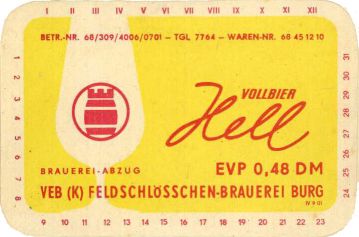 I II III IV V VI VII VIII IX X XI XII
BETR.-NR. 68/309/4006/0701 – TGL 7764 – WAREN-NR. 68 45 12 10
1 2 3 4 5 6 7 8
31 30 29 28 27 26 25 24
VOLLBIER
Hell
BRAUEREI-ABZUG
EVP 0,48 DM
VEB (K) FELDSCHLÖSSCHEN-BRAUEREI BURG
IV 9 01
9 10 11 12 13 14 15 16 17 18 19 20 21 22 23